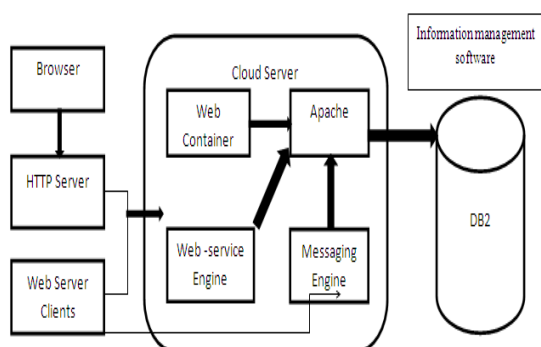 Browser
HTTP Server
Web Server
Clients
Cloud Server
Web
Container
Apache
Web -service
Engine
Messaging
Engine
Information management
software
DB2